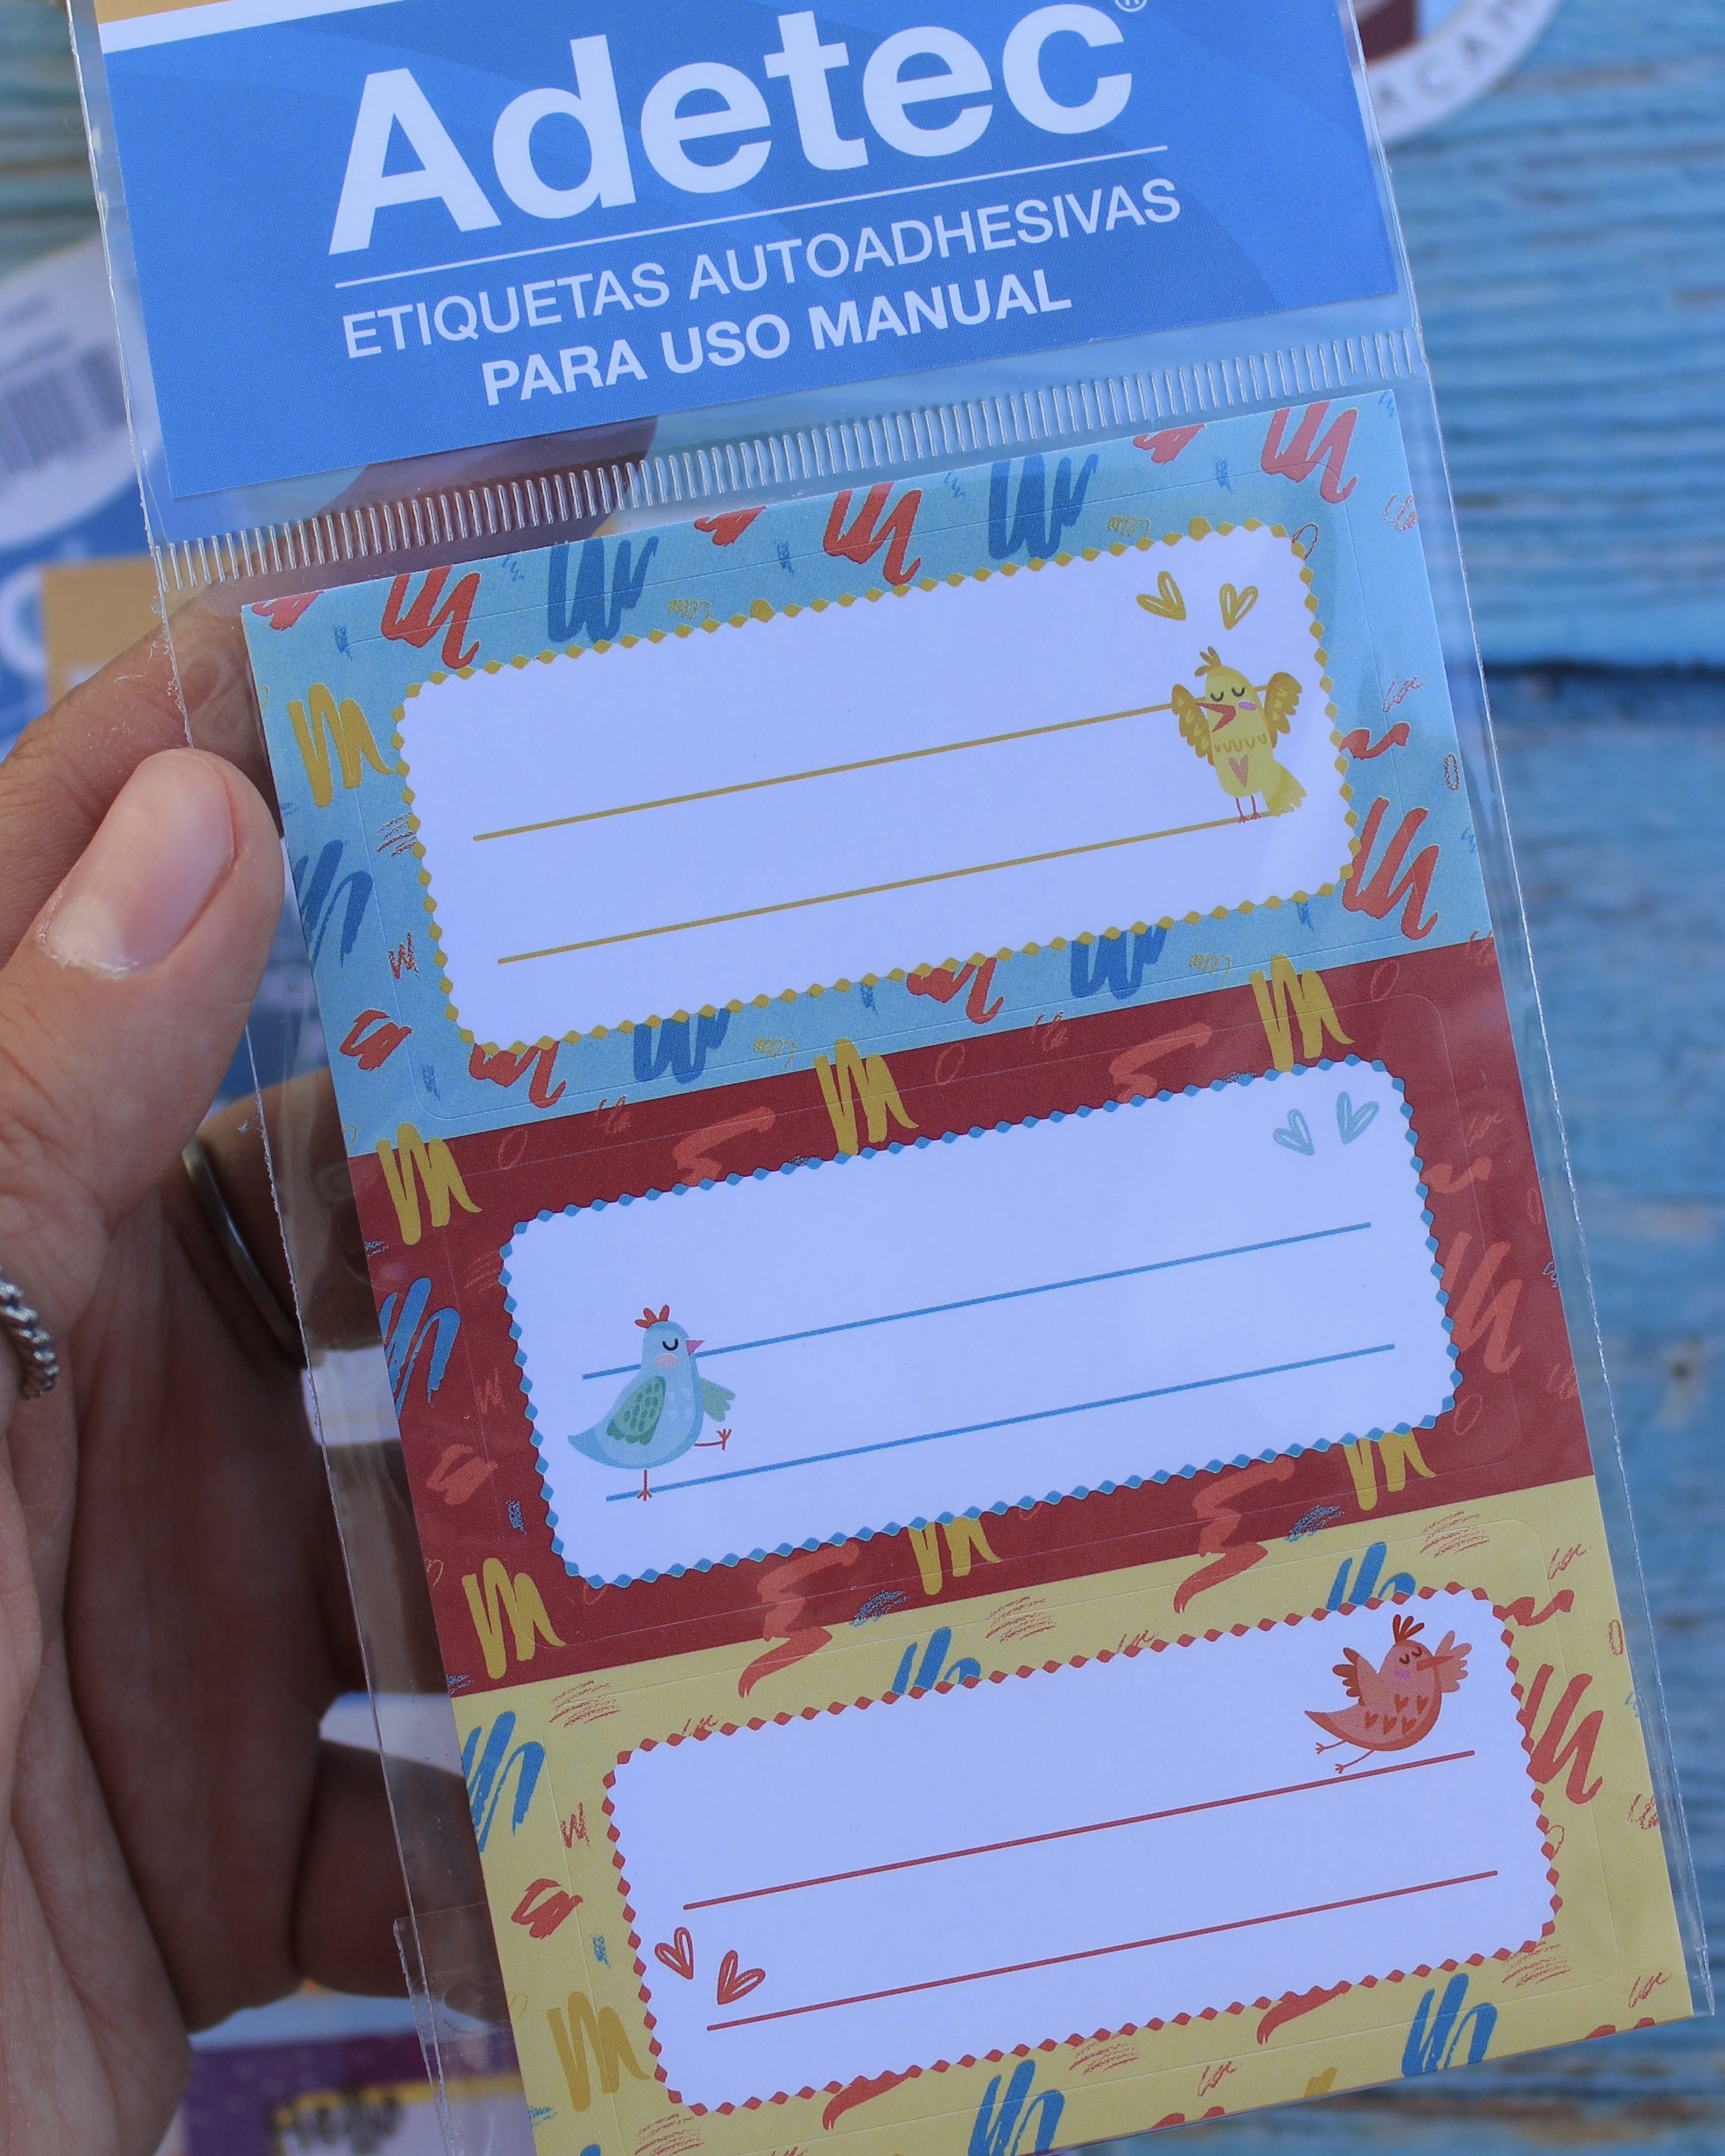 Adetec®
ETIQUETAS AUTOADHESIVAS
PARA USO MANUAL